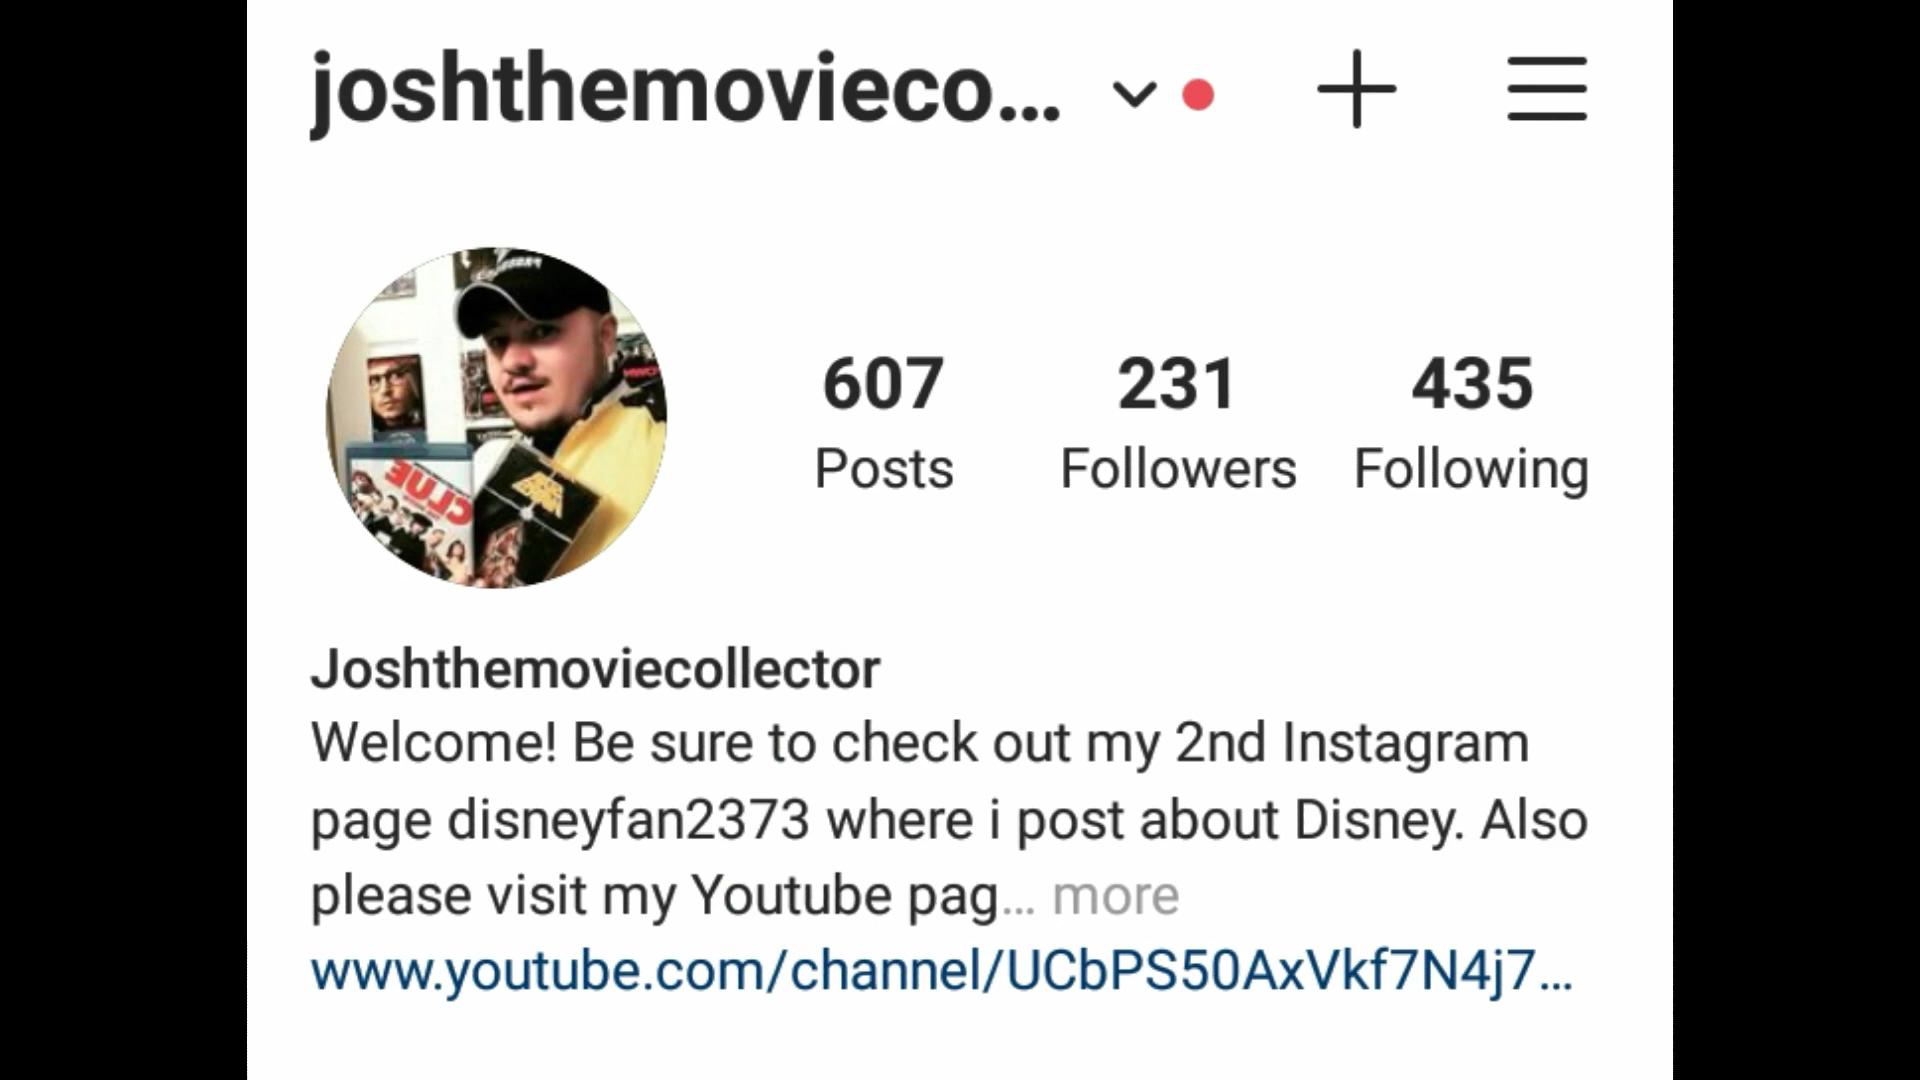 joshthemovieco...
607 231 435
Posts Followers Following
CLUE
Joshthemoviecollector
Welcome! Be sure to check out my 2nd Instagram
page disneyfan2373 where i post about Disney. Also
please visit my Youtube pag... more
www.youtube.com/channel/UCbPS50AxVkf7N4j7...